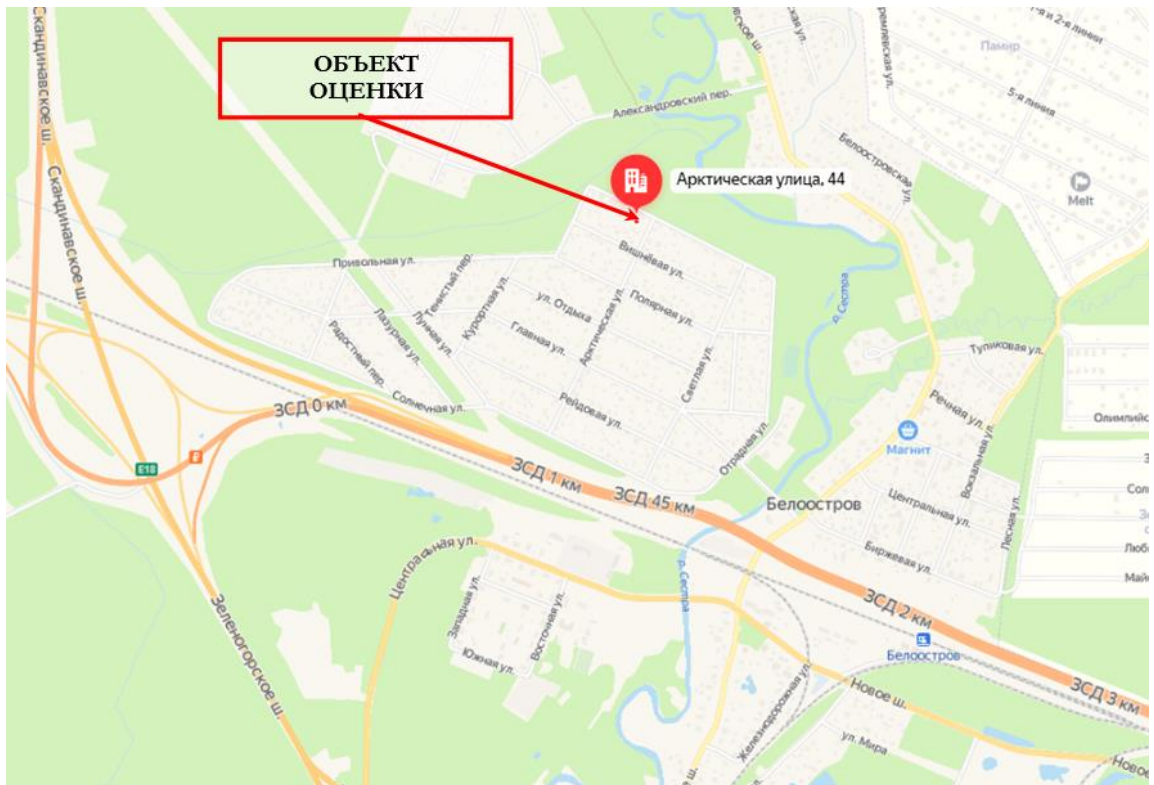 ОБЪЕКТ
ОЦЕНКИ
Скандинавское ш.
Скандинавское ш.
Александровский пер.
Белоостровская ул.
Памир
5-я линия
Melt
Арктическая улица, 44
Вишнёвая ул.
Привольная ул.
Тенистый пер.
Курортная ул.
ул. Отдыха
Полярная ул.
р. Сестра
Лазурная ул.
Лунная ул.
Главная ул.
Арктическая ул.
Радостный пер.
Светлая ул.
Тупиковая ул.
Солнечная ул.
Рейдовая ул.
Речная ул.
ЗСД 0 км
Магнит
Вокзальная ул.
Отрадная ул.
E18
ЗСД 1 км
ЗСД 45 км
Белоостров
Центральная ул.
Лесная ул.
Биржевая ул.
Центральная ул.
Западная ул.
Восточная ул.
Южная ул.
р. Сестра
ЗСД 2 км
Зеленогорское ш.
Белоостров
ЗСД 3 км
Железнодорожная ул.
Новое ш.
ул. Мира
Новое ш.